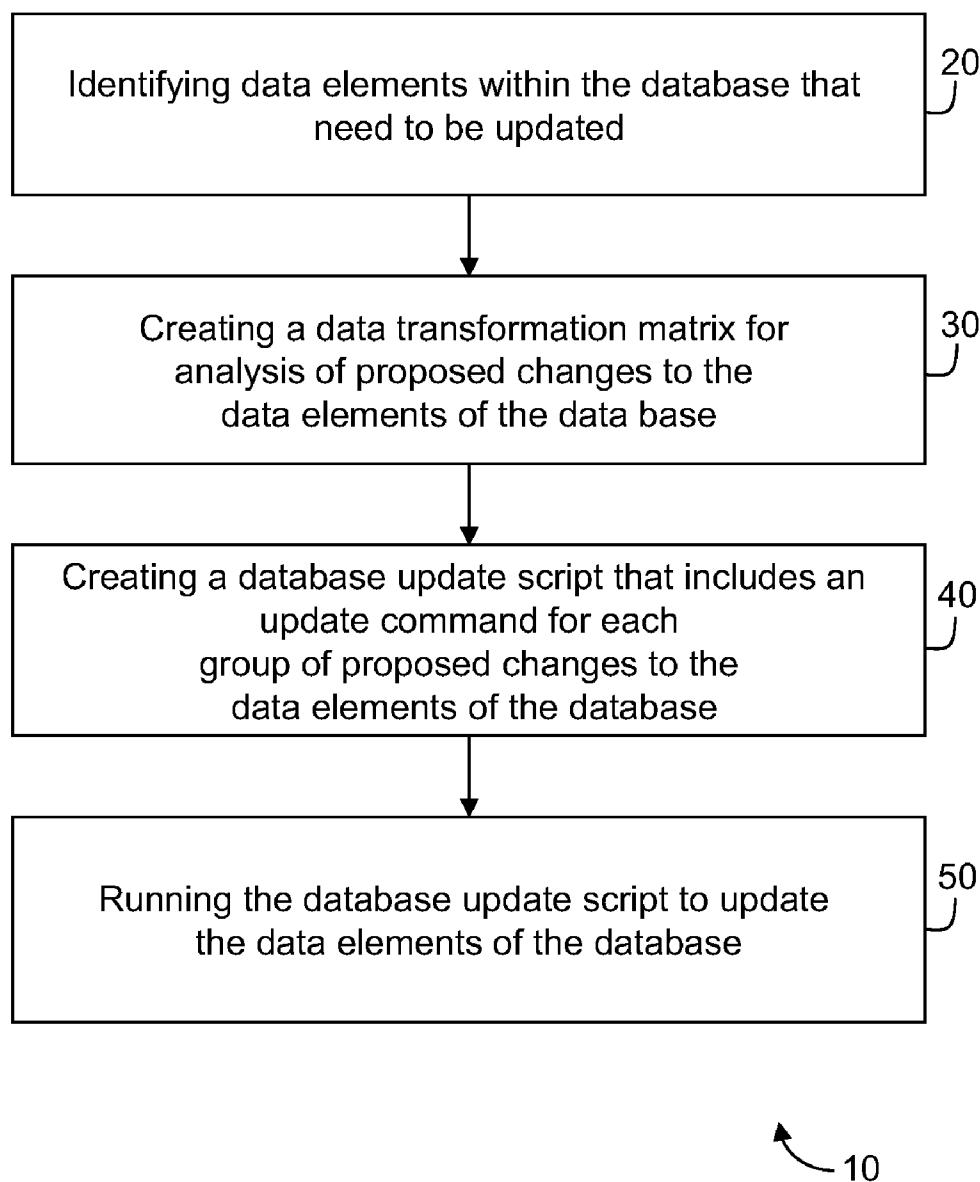 Identifying data elements within the database that
need to be updated
20
Creating a data transformation matrix for
analysis of proposed changes to the
data elements of the data base
30
Creating a database update script that includes an
update command for each
group of proposed changes to the
data elements of the database
40
Running the database update script to update
the data elements of the database
50
10